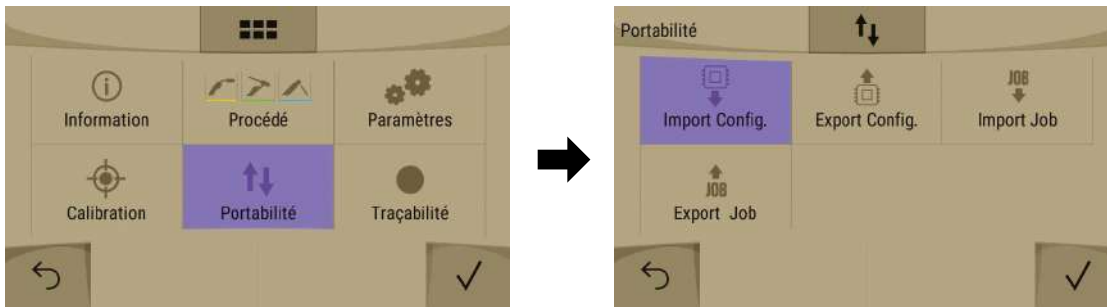 Information
Procédé
Paramètres
Calibration
Portabilité
Traçabilité
Portabilité
Import Config.
Export Config.
JOB
Import Job
JOB
Export Job